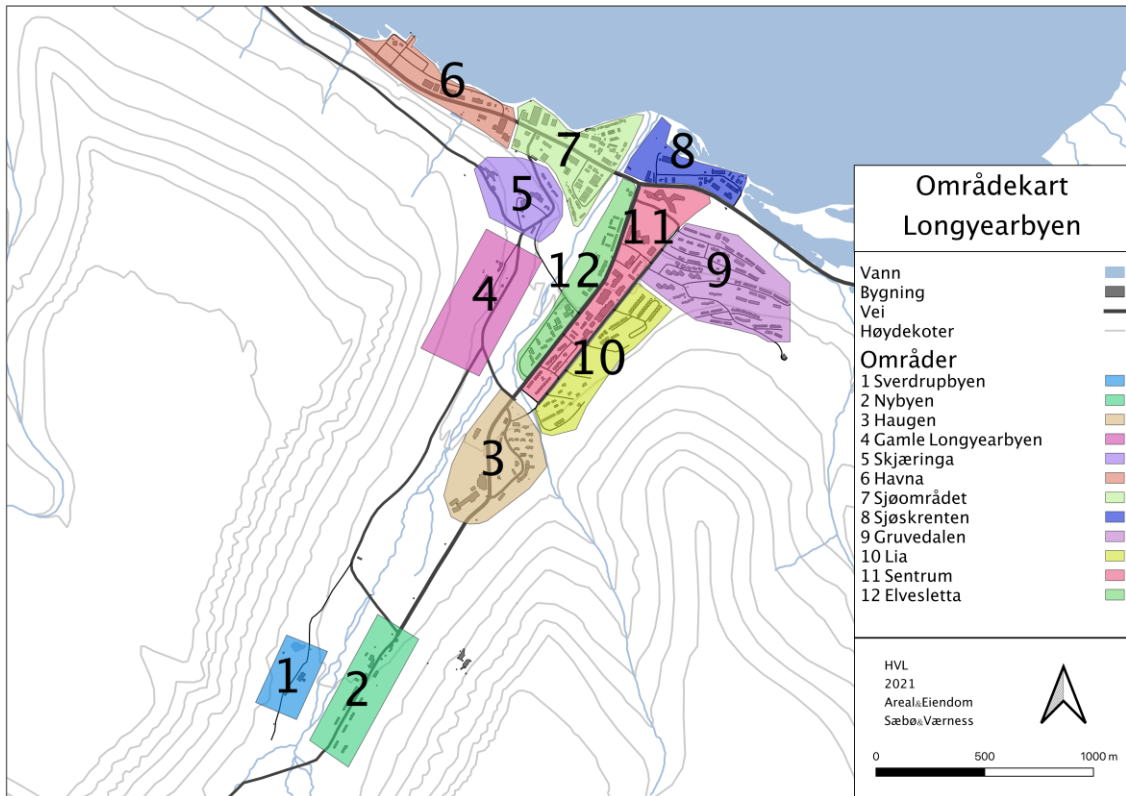 6
7
8
5
11
12
9
4
10
3
1
2
Områdekart
Longyearbyen
Vann
Bygning
Vei
Høydekoter
Områder
1 Sverdrupbyen
2 Nybyen
3 Haugen
4 Gamle Longyearbyen
5 Skjæringa
6 Havna
7 Sjøområdet
8 Sjøskrenten
9 Gruvedalen
10 Lia
11 Sentrum
12 Elvesletta
HVL
2021
Areal&Eiendom
Sæbø&Værness
0 500 1000 m